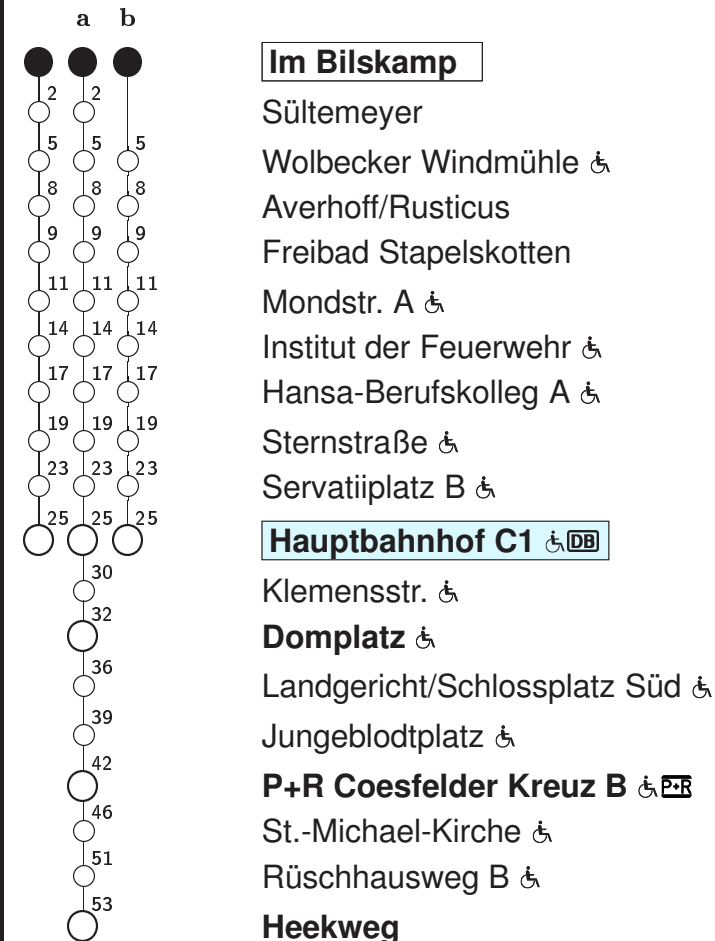 a b
Im Bilskamp
2 2 Sültemeyer
5 5 5 Wolbecker Windmühle
8 8 8 Averhoff/Rusticus
9 9 9 Freibad Stapelskotten
11 11 11 Mondstr. A
14 14 14 Institut der Feuerwehr
17 17 17 Hansa-Berufskolleg A
19 19 19 Sternstraße
23 23 23 Servatiiplatz B
25 25 25 Hauptbahnhof C1 DB
30 Klemensstr.
32 Domplatz
36 Landgericht/Schlossplatz Süd
39 Jungeblodtplatz
42 P+R Coesfelder Kreuz B P+R
46 St.-Michael-Kirche
51 Rüschhausweg B
53 Heekweg